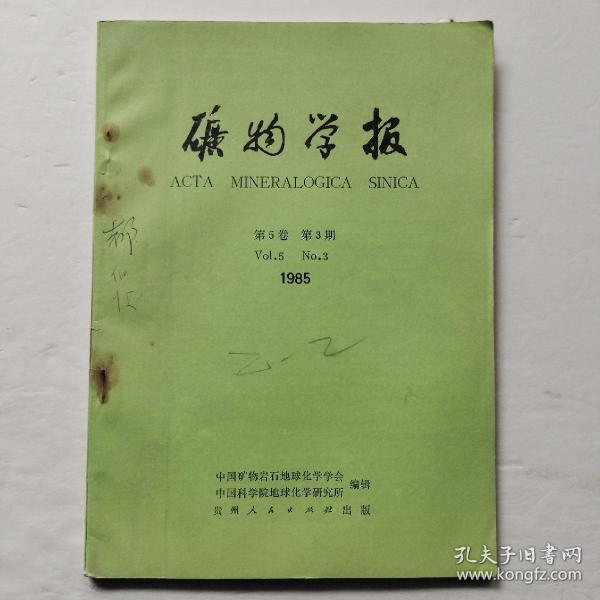 礦物学报
ACTA MINERALOGICA SINICA
第5卷 第3期
Vol.5 No.3
1985
中国矿物岩石地球化学学会
中国科学院地球化学研究所
编辑
贵州人民出版社出版
孔夫子旧书网
www.kongfz.com